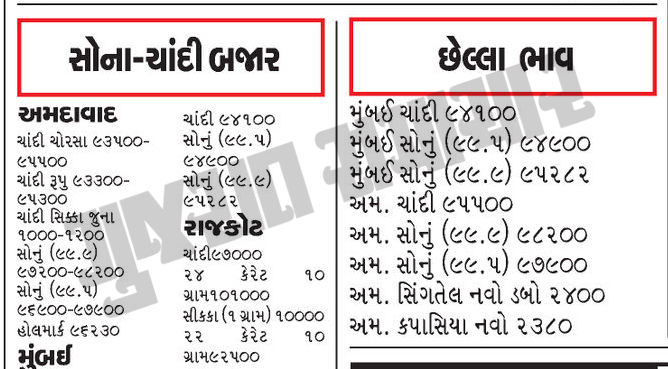 સોના-ચાંદી બજાર
અમદાવાદ
ચાંદી ચોરસા ૯૩૫૦૦-
૯૫૫૦૦
ચાંદી રૂપુ ૯૩૩૦૦-
૯૫૩૦૦
ચાંદી સિક્કા જુના
૧૦૦૦-૧૨૦૦
સોનું (૯૯.૯)
૯૭૨૦૦-૯૮૨૦૦
સોનું (૯૯.૫)
૯૬૯૦૦-૯૭૯૦૦
હોલમાર્ક ૯૬૨૩૦
મુંબઈ
ચાંદી ૯૪૧૦૦
સોનું (૯૯.૫)
૯૪૯૦૦
સોનું (૯૯.૯)
૯૫૨૮૨
રાજકોટ
ચાંદી૯૭૦૦૦
૨૪ કેરેટ ૧૦
ગ્રામ૧૦૧૦૦૦
સીકકા (૧ ગ્રામ) ૧૦૦૦૦
૨૨ કેરેટ ૧૦
ગ્રામ૯૨૫૦૦
છેલ્લા ભાવ
મુંબઈ ચાંદી ૯૪૧૦૦
મુંબઈ સોનું (૯૯.૫) ૯૪૯૦૦
મુંબઈ સોનું (૯૯.૯) ૯૫૨૮૨
અમ. ચાંદી ૯૫૫૦૦
અમ. સોનું (૯૯.૯) ૯૮૨૦૦
અમ. સોનું (૯૯.૫) ૯૭૯૦૦
અમ. સિંગતેલ નવો ડબો ૨૪૦૦
અમ. કપાસિયા નવો ૨૩૮૦
ગુજરાત સમાચાર